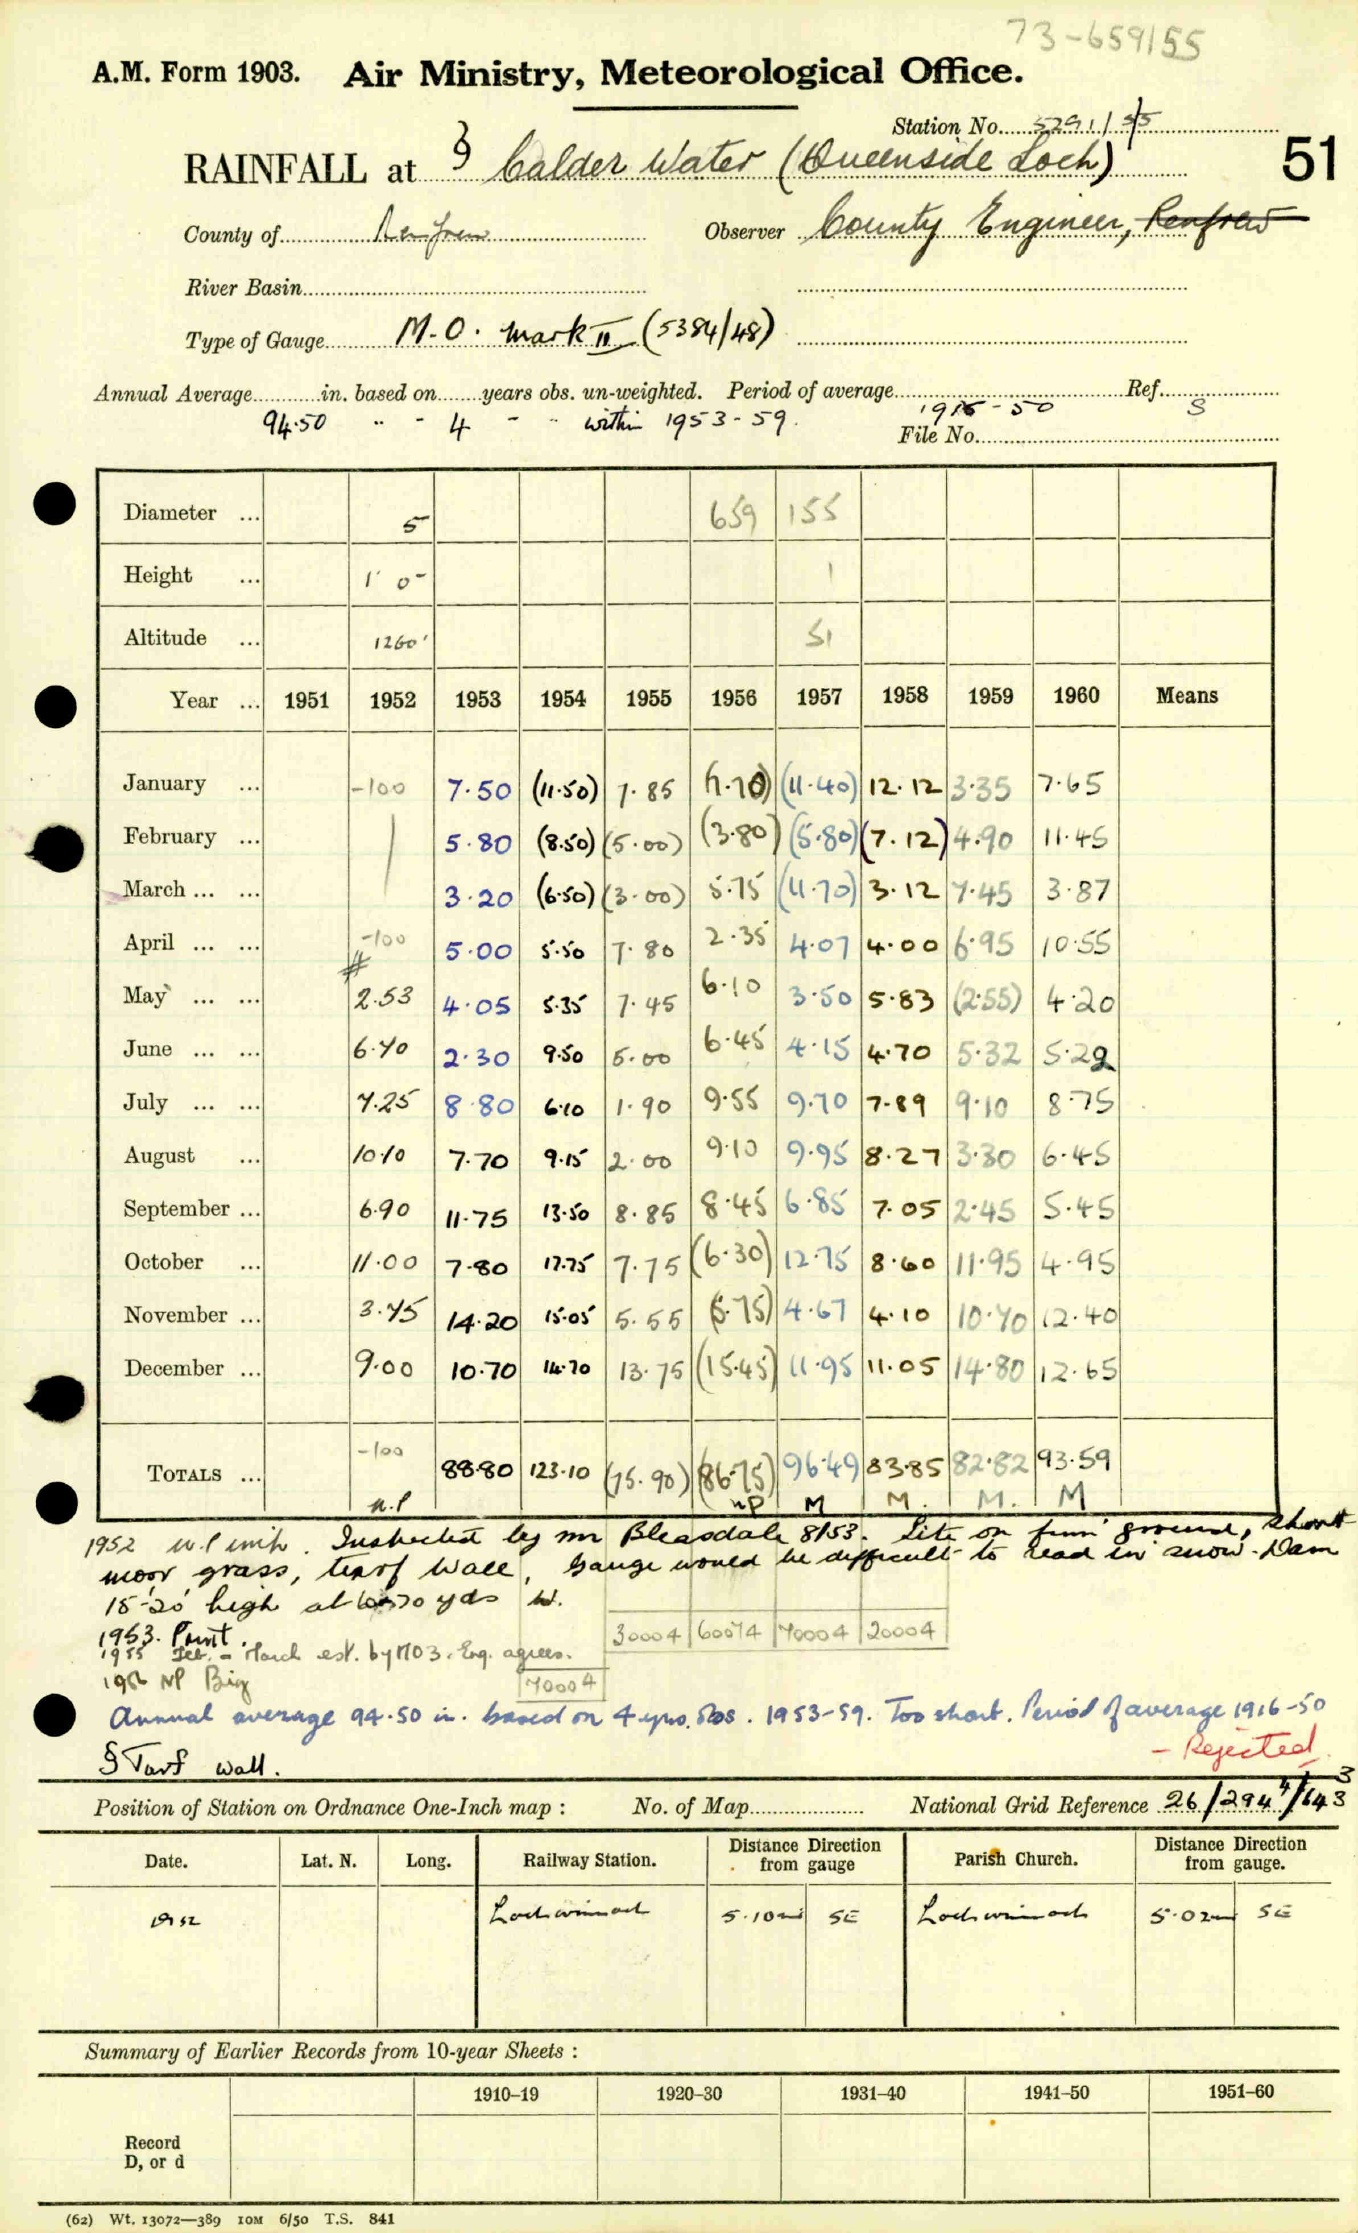 73-659155
A.M. Form 1903. Air Ministry, Meteorological Office.
Station No. 5291/55
RAINFALL at § Calder Water (Queenside Loch) 51
County of Renfrew Observer County Engineer, Renfrew
River Basin
Type of Gauge M.O. Mark II (5384/48)
Annual Average in. based on years obs. un-weighted. Period of average Ref.
94.50 " - 4 - " within 1953-59. 1916-50 S
File No.
Diameter ... 5 659 155
Height ... 1' 0" 1
Altitude ... 1260' 51
Year ... 1951 1952 1953 1954 1955 1956 1957 1958 1959 1960 Means
January ... -100 7.50 (11.50) 7.85 (7.70) (11.40) 12.12 3.35 7.65
February ... 5.80 (8.50) (5.00) (3.80) (5.80) (7.12) 4.90 11.45
March ... ... 3.20 (6.50) (3.00) 5.75 (11.70) 3.12 7.45 3.87
April ... ... -100 5.00 5.50 7.80 2.35 4.07 4.00 6.95 10.55
May ... ... 2.53 4.05 5.35 7.45 6.10 3.50 5.83 (2.55) 4.20
June ... ... 6.70 2.30 9.50 5.00 6.45 4.15 4.70 5.32 5.22
July ... ... 7.25 8.80 6.10 1.90 9.55 9.70 7.89 9.10 8.75
August ... 10.10 7.70 9.15 2.00 9.10 9.95 8.27 3.30 6.45
September ... 6.90 11.75 13.50 8.85 8.45 6.85 7.05 2.45 5.45
October ... 11.00 7.80 17.75 7.75 (6.30) 12.75 8.60 11.95 4.95
November ... 3.75 14.20 15.05 5.55 (5.75) 4.67 4.10 10.70 12.40
December ... 9.00 10.70 14.70 13.75 (15.45) 11.95 11.05 14.80 12.65
TOTALS ... -100 88.80 123.10 (75.90) (86.75) 96.49 83.85 82.82 93.59
n.P nP M M. M. M
1952 n.P inch. Inspected by Mr Bleasdale 8/53. Site on firm ground, short
moor grass, turf wall, Gauge would be difficult to read in snow. Dam
15-20' high at 60-70 yds W.
1953. Print. 30004 60074 70004 20004
1955 Feb. - March est. by MO3. Eng. agrees.
1956 NP Big 70004
Annual average 94.50 in. based on 4 yrs. obs. 1953-59. Too short. Period of average 1916-50
- Rejected.
§ Turf wall.
Position of Station on Ordnance One-Inch map : No. of Map National Grid Reference 26/294 4/643 3
Date. Lat. N. Long. Railway Station. Distance from gauge Direction Parish Church. Distance from gauge. Direction
1952 Lochwinnoch 5.10 mi SE Lochwinnoch 5.02 mi SE
Summary of Earlier Records from 10-year Sheets :
1910–19 1920–30 1931–40 1941–50 1951–60
Record
D, or d
(62) Wt. 13072—389 10M 6/50 T.S. 841